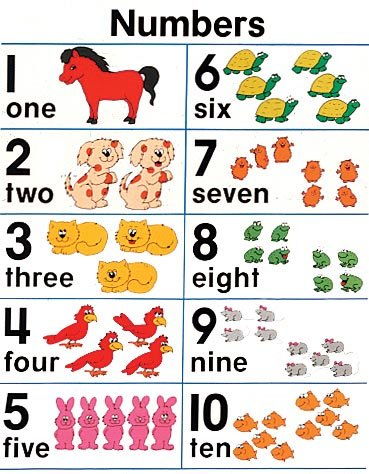 Numbers
1
one
2
two
3
three
4
four
5
five
6
six
7
seven
8
eight
9
nine
10
ten